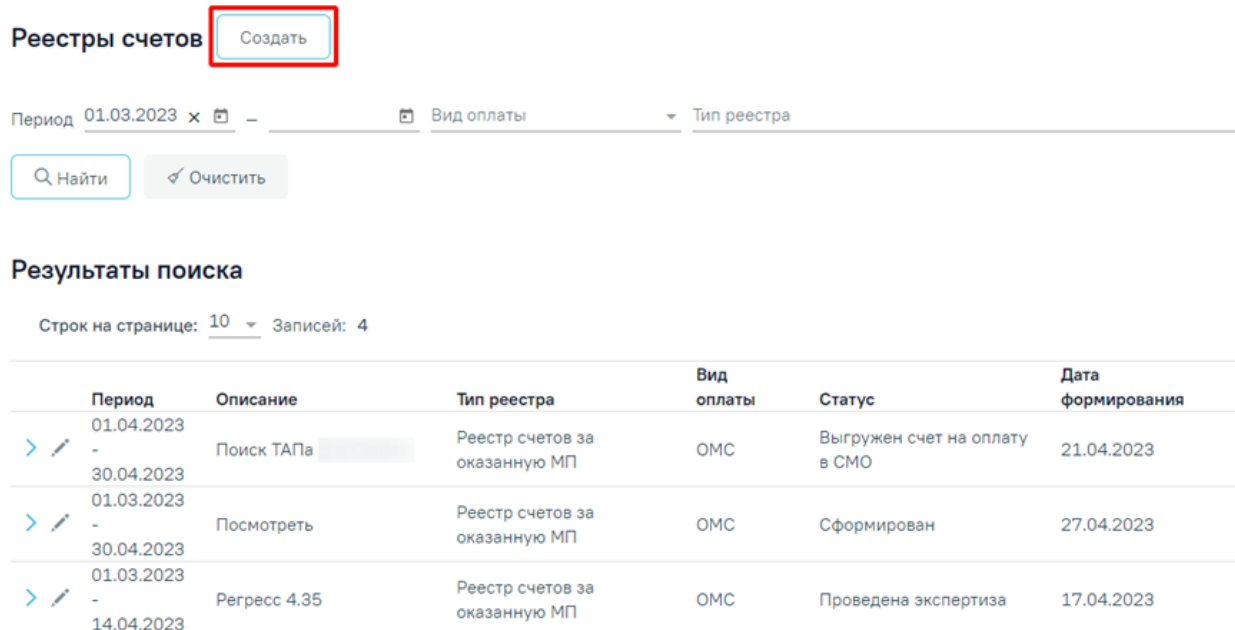 Реестры счетов Создать
Период 01.03.2023 – Вид оплаты Тип реестра
Найти Очистить
Результаты поиска
Строк на странице: 10 Записей: 4
Период Описание Тип реестра Вид оплаты Статус Дата формирования
01.04.2023 - 30.04.2023 Поиск ТАПа Реестр счетов за оказанную МП ОМС Выгружен счет на оплату в СМО 21.04.2023
01.03.2023 - 30.04.2023 Посмотреть Реестр счетов за оказанную МП ОМС Сформирован 27.04.2023
01.03.2023 - 14.04.2023 Регресс 4.35 Реестр счетов за оказанную МП ОМС Проведена экспертиза 17.04.2023